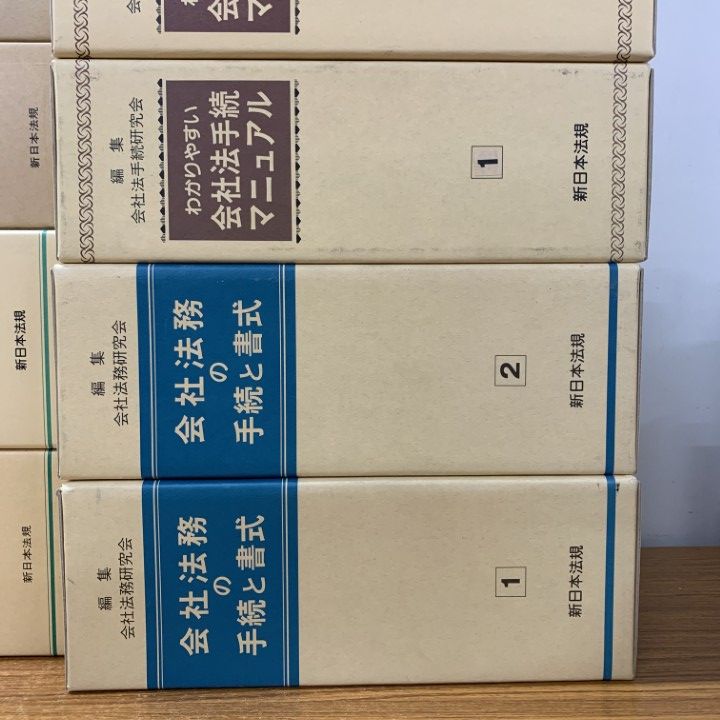 編集
会社法手続研究会
わかりやすい
会社法手続
マニュアル
1
新日本法規
編集
会社法務研究会
会社法務
の
手続と書式
2
新日本法規
編集
会社法務研究会
会社法務
の
手続と書式
1
新日本法規
新日本法規
新日本法規
新日本法規